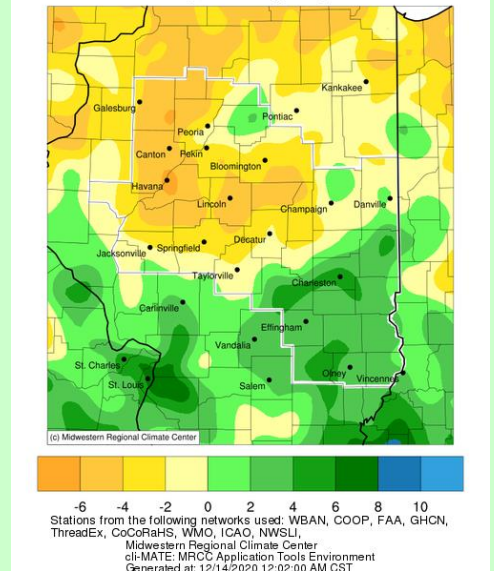 Kankakee
Galesburg
Pontiac
Peoria
Canton Pekin
Bloomington
Havana
Lincoln
Champaign Danville
Decatur
Jacksonville Springfield
Taylorville
Charleston
Carlinville
Effingham
Vandalia
St. Charles
Olney Vincennes
St. Louis Salem
(c) Midwestern Regional Climate Center
-6 -4 -2 0 2 4 6 8 10
Stations from the following networks used: WBAN, COOP, FAA, GHCN,
ThreadEx, CoCoRaHS, WMO, ICAO, NWSLI,
Midwestern Regional Climate Center
cli-MATE: MRCC Application Tools Environment
Generated at: 12/14/2020 12:02:00 AM CST